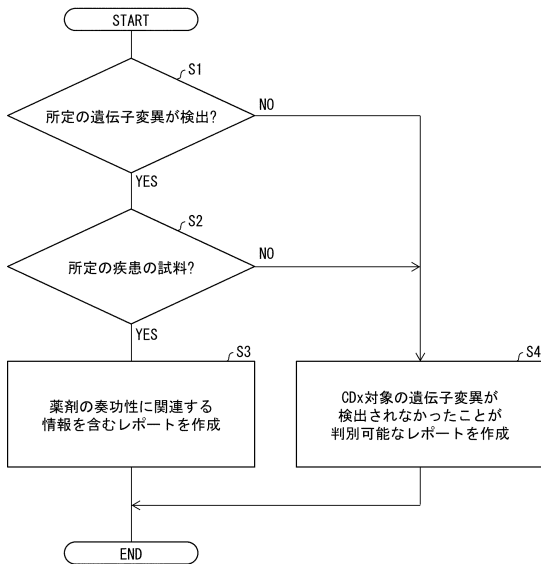 START
S1
所定の遺伝子変異が検出?
NO
YES
S2
所定の疾患の試料?
NO
YES
S3
薬剤の奏功性に関連する
情報を含むレポートを作成
S4
CDx対象の遺伝子変異が
検出されなかったことが
判別可能なレポートを作成
END